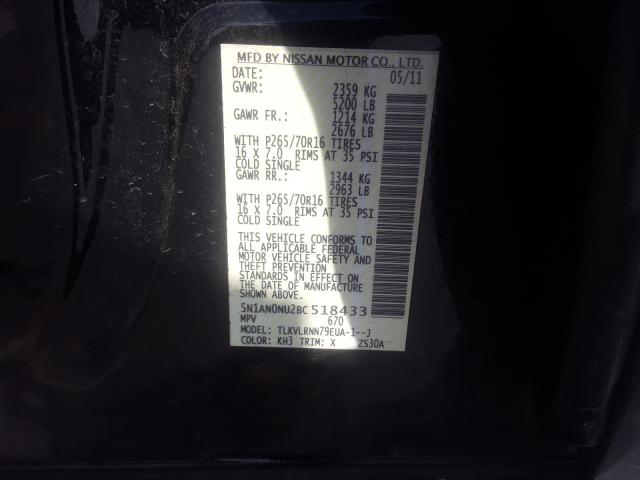 MFD BY NISSAN MOTOR CO., LTD.
DATE: 05/11
GVWR: 2359 KG
5200 LB
GAWR FR.: 1214 KG
2676 LB
WITH P265/70R16 TIRES
16 X 7.0 RIMS AT 35 PSI
COLD SINGLE
GAWR RR.: 1344 KG
2963 LB
WITH P265/70R16 TIRES
16 X 7.0 RIMS AT 35 PSI
COLD SINGLE
THIS VEHICLE CONFORMS TO
ALL APPLICABLE FEDERAL
MOTOR VEHICLE SAFETY AND
THEFT PREVENTION
STANDARDS IN EFFECT ON
THE DATE OF MANUFACTURE
SHOWN ABOVE.
5N1AN0NU2BC518433
MPV 670
MODEL: TLKVLRNN79EUA-1--J
COLOR: KH3 TRIM: X ZS30A